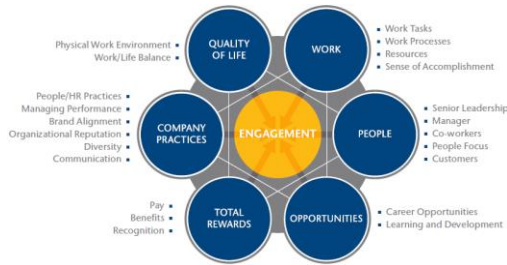 QUALITY
OF LIFE
Physical Work Environment
Work/Life Balance
WORK
Work Tasks
Work Processes
Resources
Sense of Accomplishment
COMPANY
PRACTICES
People/HR Practices
Managing Performance
Brand Alignment
Organizational Reputation
Diversity
Communication
ENGAGEMENT
PEOPLE
Senior Leadership
Manager
Co-workers
People Focus
Customers
TOTAL
REWARDS
Pay
Benefits
Recognition
OPPORTUNITIES
Career Opportunities
Learning and Development